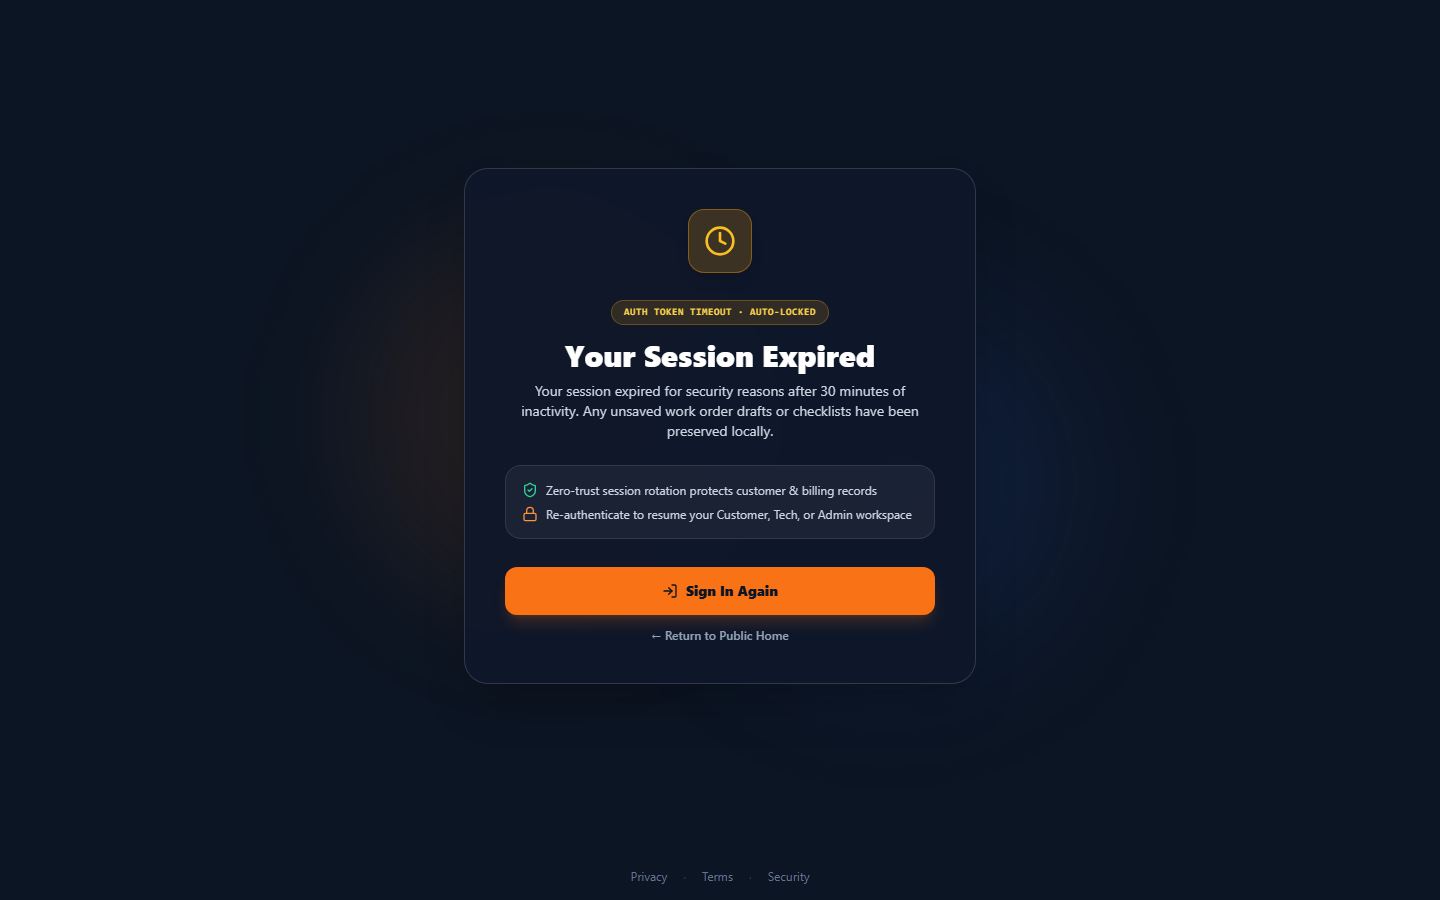 AUTH TOKEN TIMEOUT · AUTO-LOCKED
Your Session Expired
Your session expired for security reasons after 30 minutes of
inactivity. Any unsaved work order drafts or checklists have been
preserved locally.
Zero-trust session rotation protects customer & billing records
Re-authenticate to resume your Customer, Tech, or Admin workspace
Sign In Again
← Return to Public Home
Privacy · Terms · Security